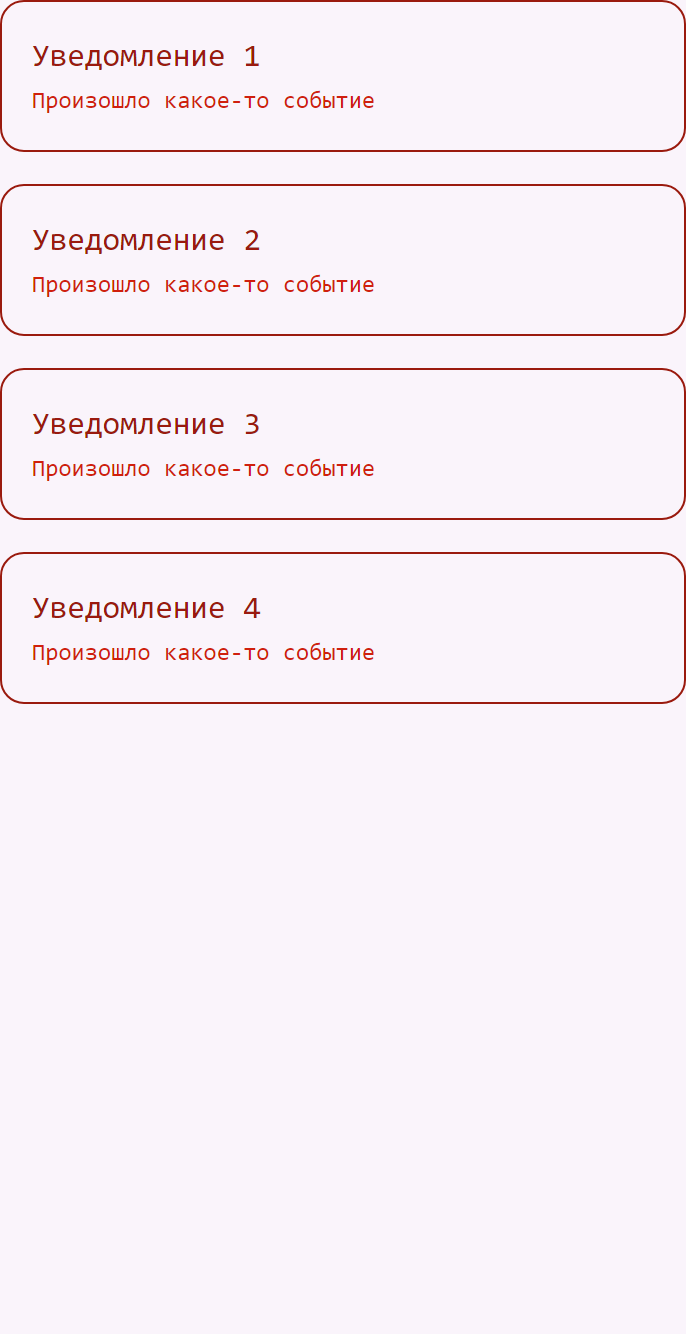 Уведомление 1
Произошло какое-то событие
Уведомление 2
Произошло какое-то событие
Уведомление 3
Произошло какое-то событие
Уведомление 4
Произошло какое-то событие